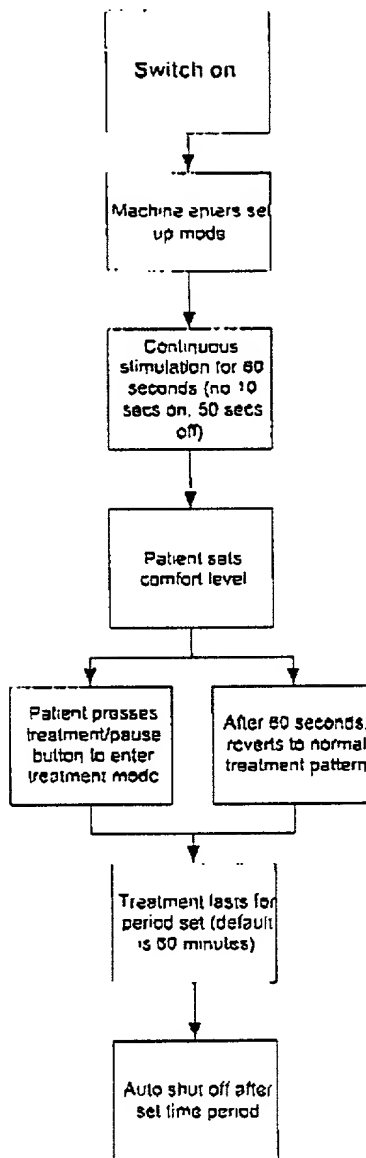 Switch on
Machine enters set
up mode
Continuous
stimulation for 60
seconds (no 10
secs on, 50 secs
off)
Patient sets
comfort level
Patient presses
treatment/pause
button to enter
treatment mode
After 60 seconds,
reverts to normal
treatment pattern
Treatment lasts for
period set (default
is 60 minutes)
Auto shut off after
set time period